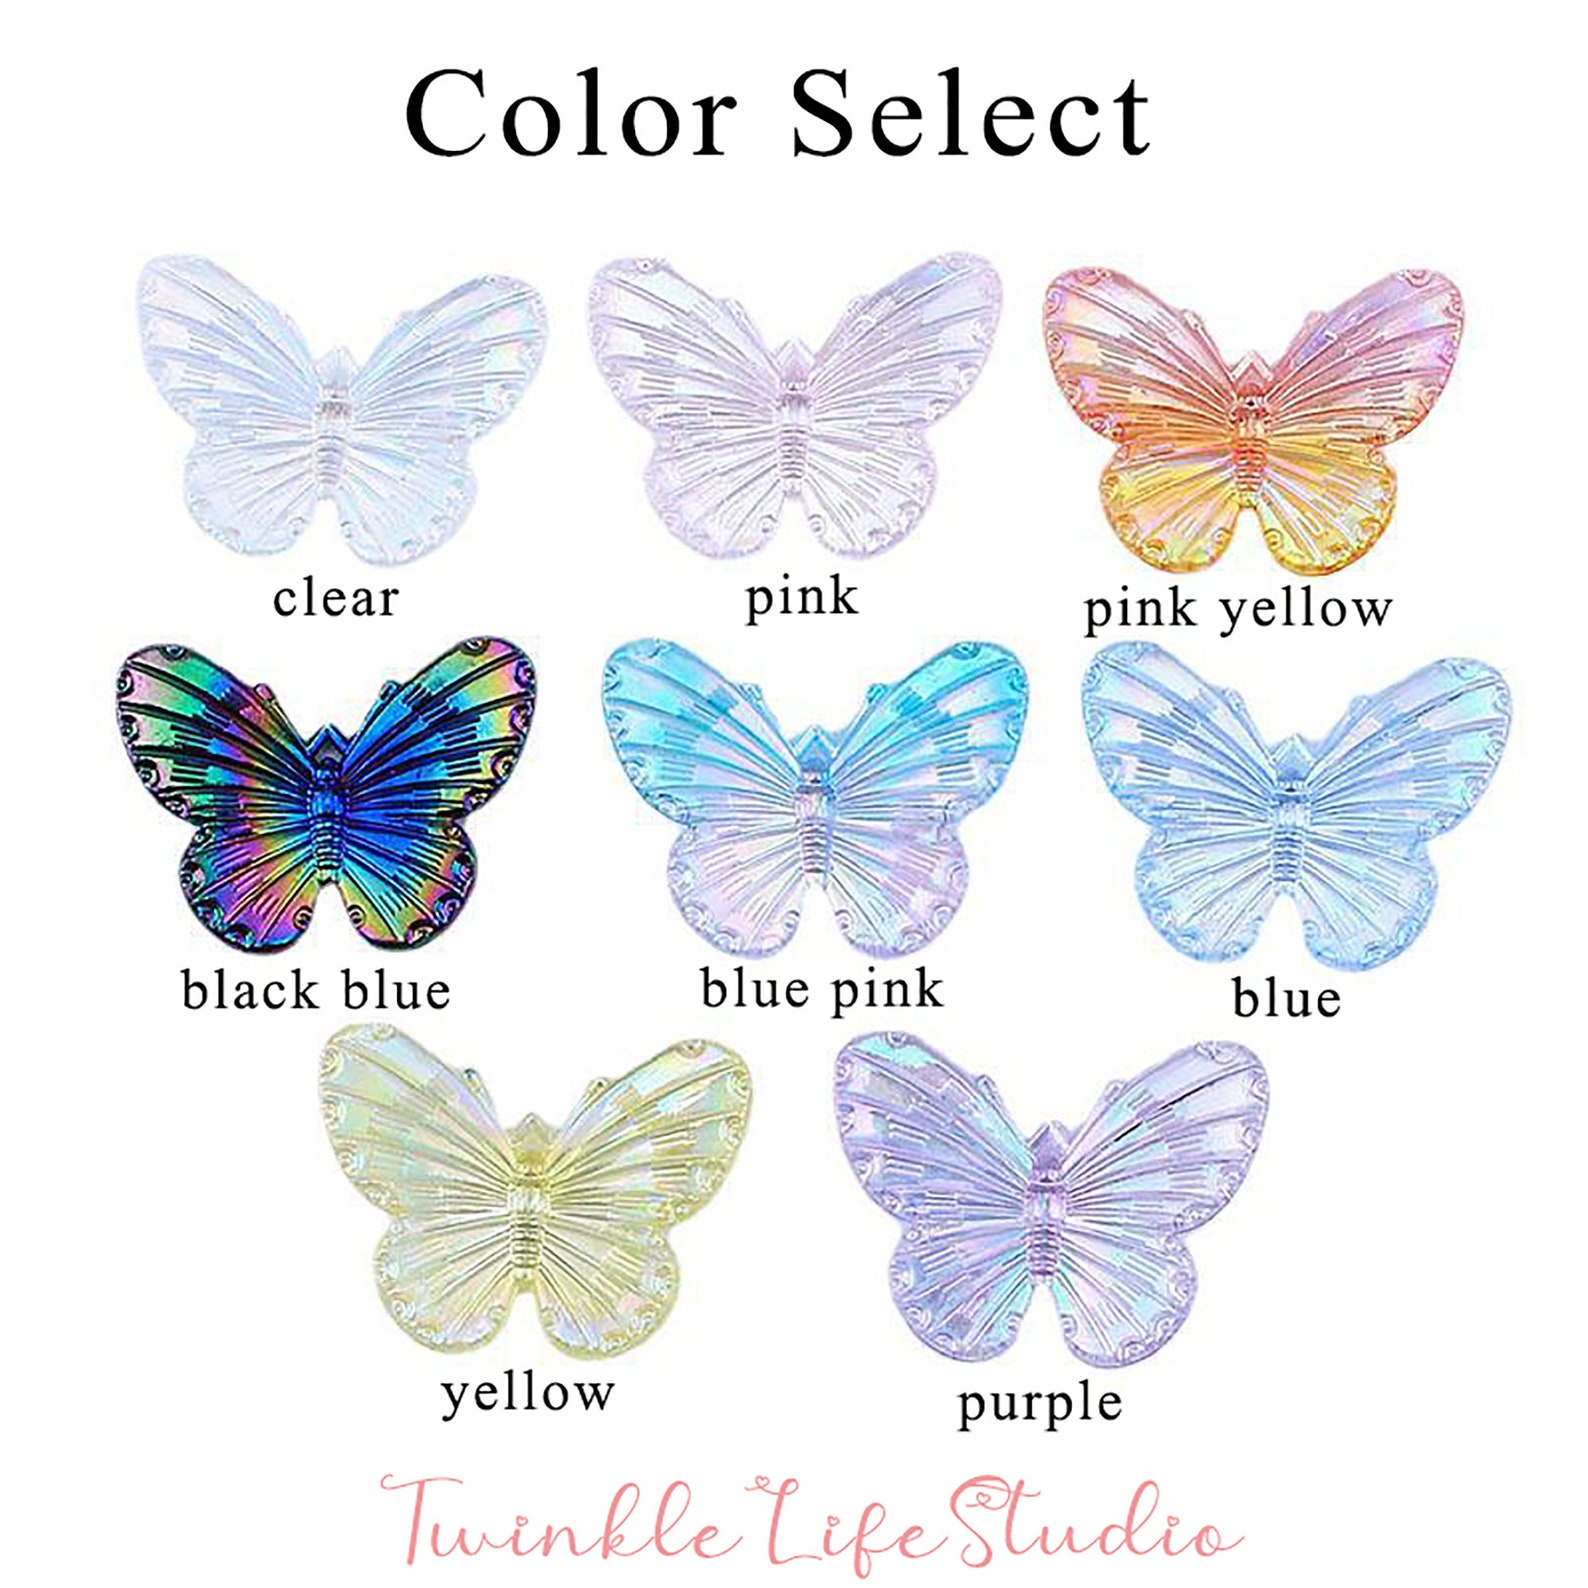 Color Select
clear
pink
pink yellow
black blue
blue pink
blue
yellow
purple
Twinkle Life Studio